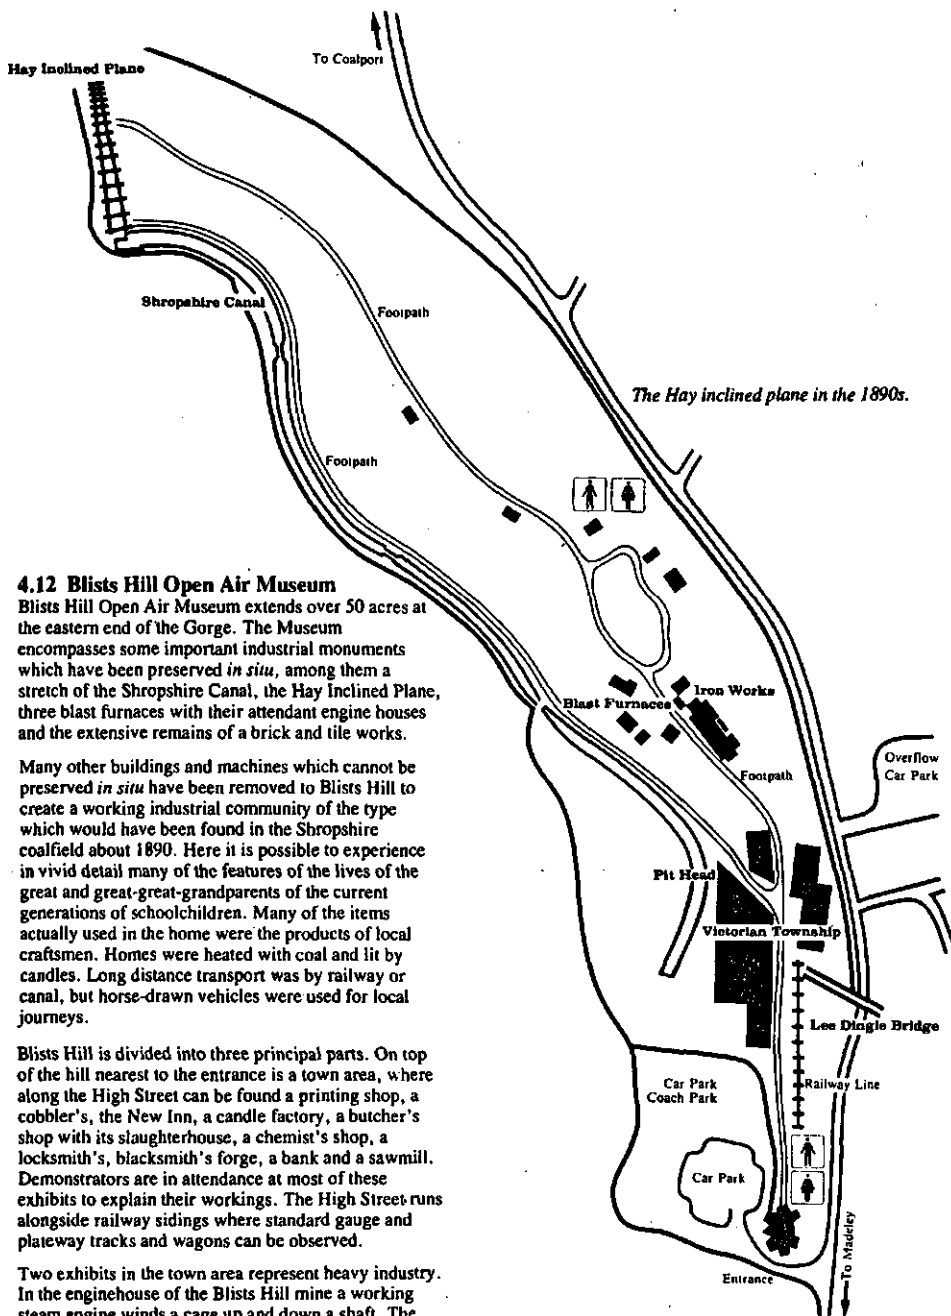 To Coalport
Hay Inclined Plane
Shropshire Canal
Footpath
The Hay inclined plane in the 1890s.
Footpath
4.12 Blists Hill Open Air Museum
Blists Hill Open Air Museum extends over 50 acres at
the eastern end of the Gorge. The Museum
encompasses some important industrial monuments
which have been preserved in situ, among them a
stretch of the Shropshire Canal, the Hay Inclined Plane,
three blast furnaces with their attendant engine houses
and the extensive remains of a brick and tile works.
Many other buildings and machines which cannot be
preserved in situ have been removed to Blists Hill to
create a working industrial community of the type
which would have been found in the Shropshire
coalfield about 1890. Here it is possible to experience
in vivid detail many of the features of the lives of the
great and great-great-grandparents of the current
generations of schoolchildren. Many of the items
actually used in the home were the products of local
craftsmen. Homes were heated with coal and lit by
candles. Long distance transport was by railway or
canal, but horse-drawn vehicles were used for local
journeys.
Blists Hill is divided into three principal parts. On top
of the hill nearest to the entrance is a town area, where
along the High Street can be found a printing shop, a
cobbler's, the New Inn, a candle factory, a butcher's
shop with its slaughterhouse, a chemist's shop, a
locksmith's, blacksmith's forge, a bank and a sawmill.
Demonstrators are in attendance at most of these
exhibits to explain their workings. The High Street runs
alongside railway sidings where standard gauge and
plateway tracks and wagons can be observed.
Two exhibits in the town area represent heavy industry.
In the enginehouse of the Blists Hill mine a working
steam engine winds a cage up and down a shaft. The
Iron Works
Blast Furnaces
Overflow
Car Park
Footpath
Pit Head
Victorian Township
Lee Dingle Bridge
Car Park
Coach Park
Railway Line
Car Park
Entrance
To Madeley